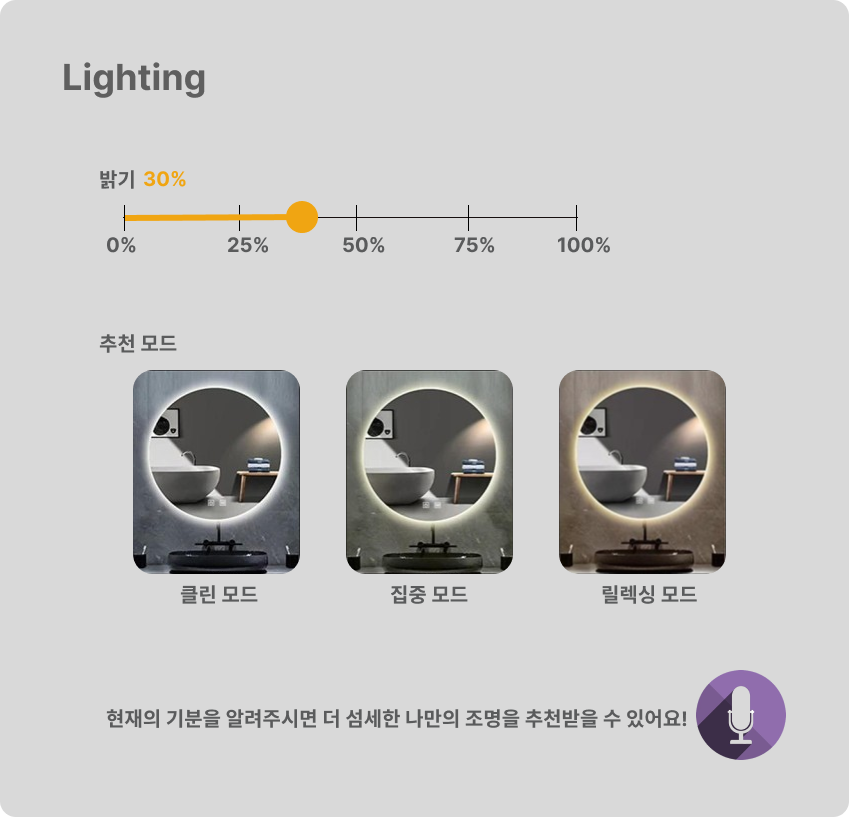 Lighting
밝기 30%
0% 25% 50% 75% 100%
추천 모드
클린 모드 집중 모드 릴렉싱 모드
현재의 기분을 알려주시면 더 섬세한 나만의 조명을 추천받을 수 있어요!